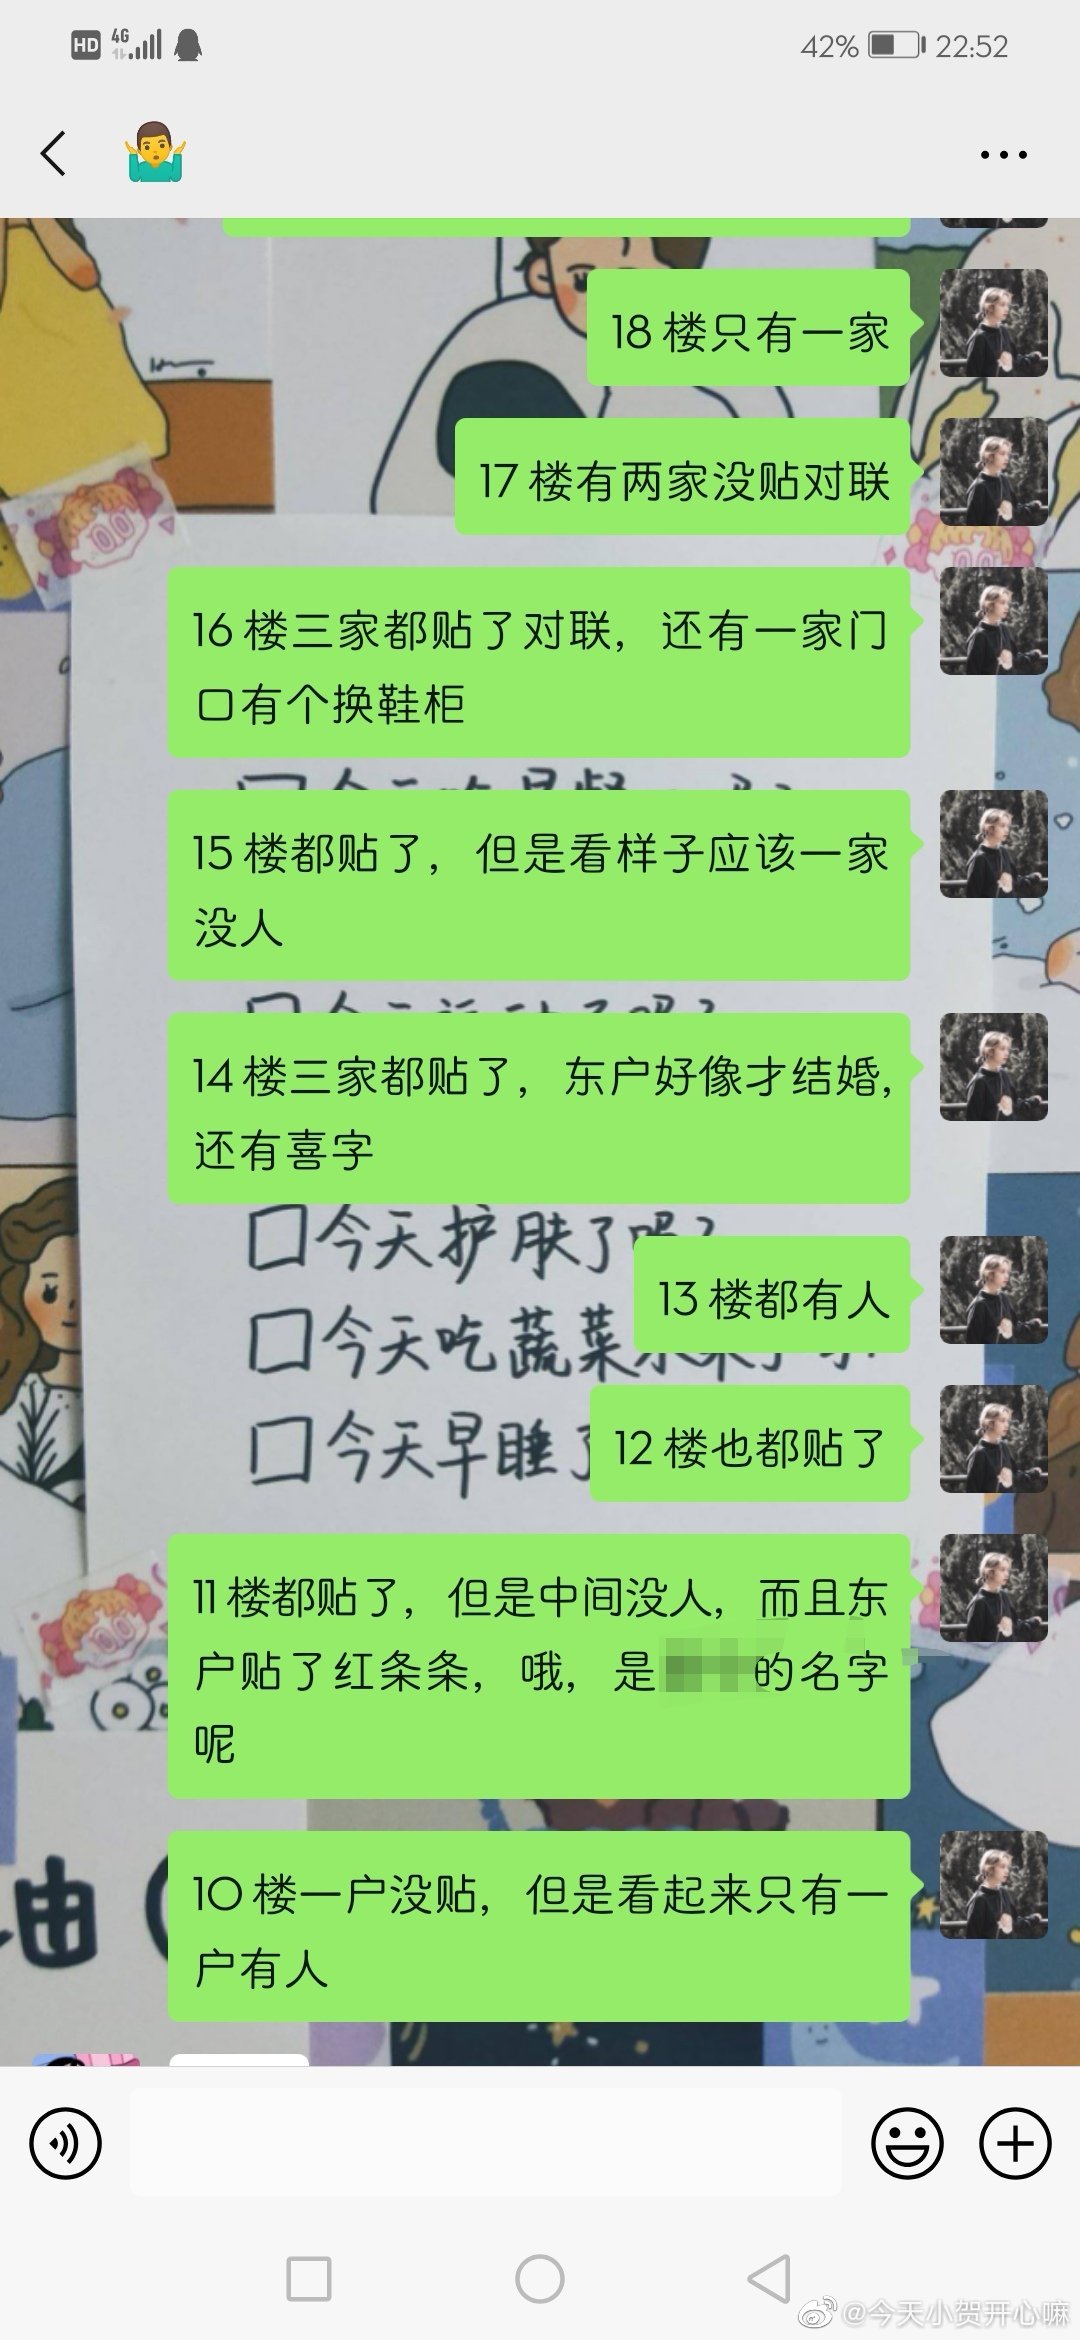 HD 4G 42% 22:52
18 楼只有一家
17 楼有两家没贴对联
16 楼三家都贴了对联，还有一家门
口有个换鞋柜
15 楼都贴了，但是看样子应该一家
没人
14 楼三家都贴了，东户好像才结婚，
还有喜字
口今天护肤了吗？
13 楼都有人
口今天吃蔬菜水果了
口今天早睡了
12 楼也都贴了
11 楼都贴了，但是中间没人，而且东
户贴了红条条，哦，是
的名字
呢
10 楼一户没贴，但是看起来只有一
户有人
@今天小贺开心嘛